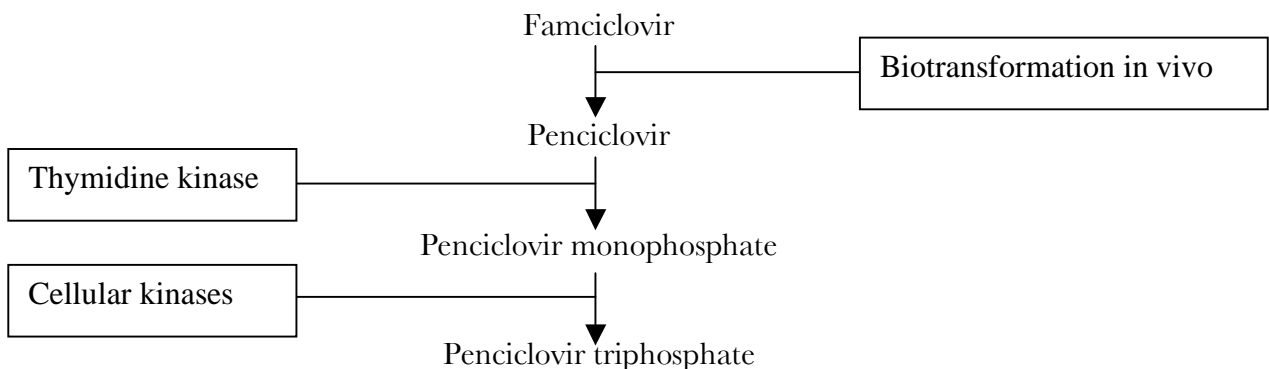 Famciclovir
Biotransformation in vivo
Penciclovir
Thymidine kinase
Penciclovir monophosphate
Cellular kinases
Penciclovir triphosphate